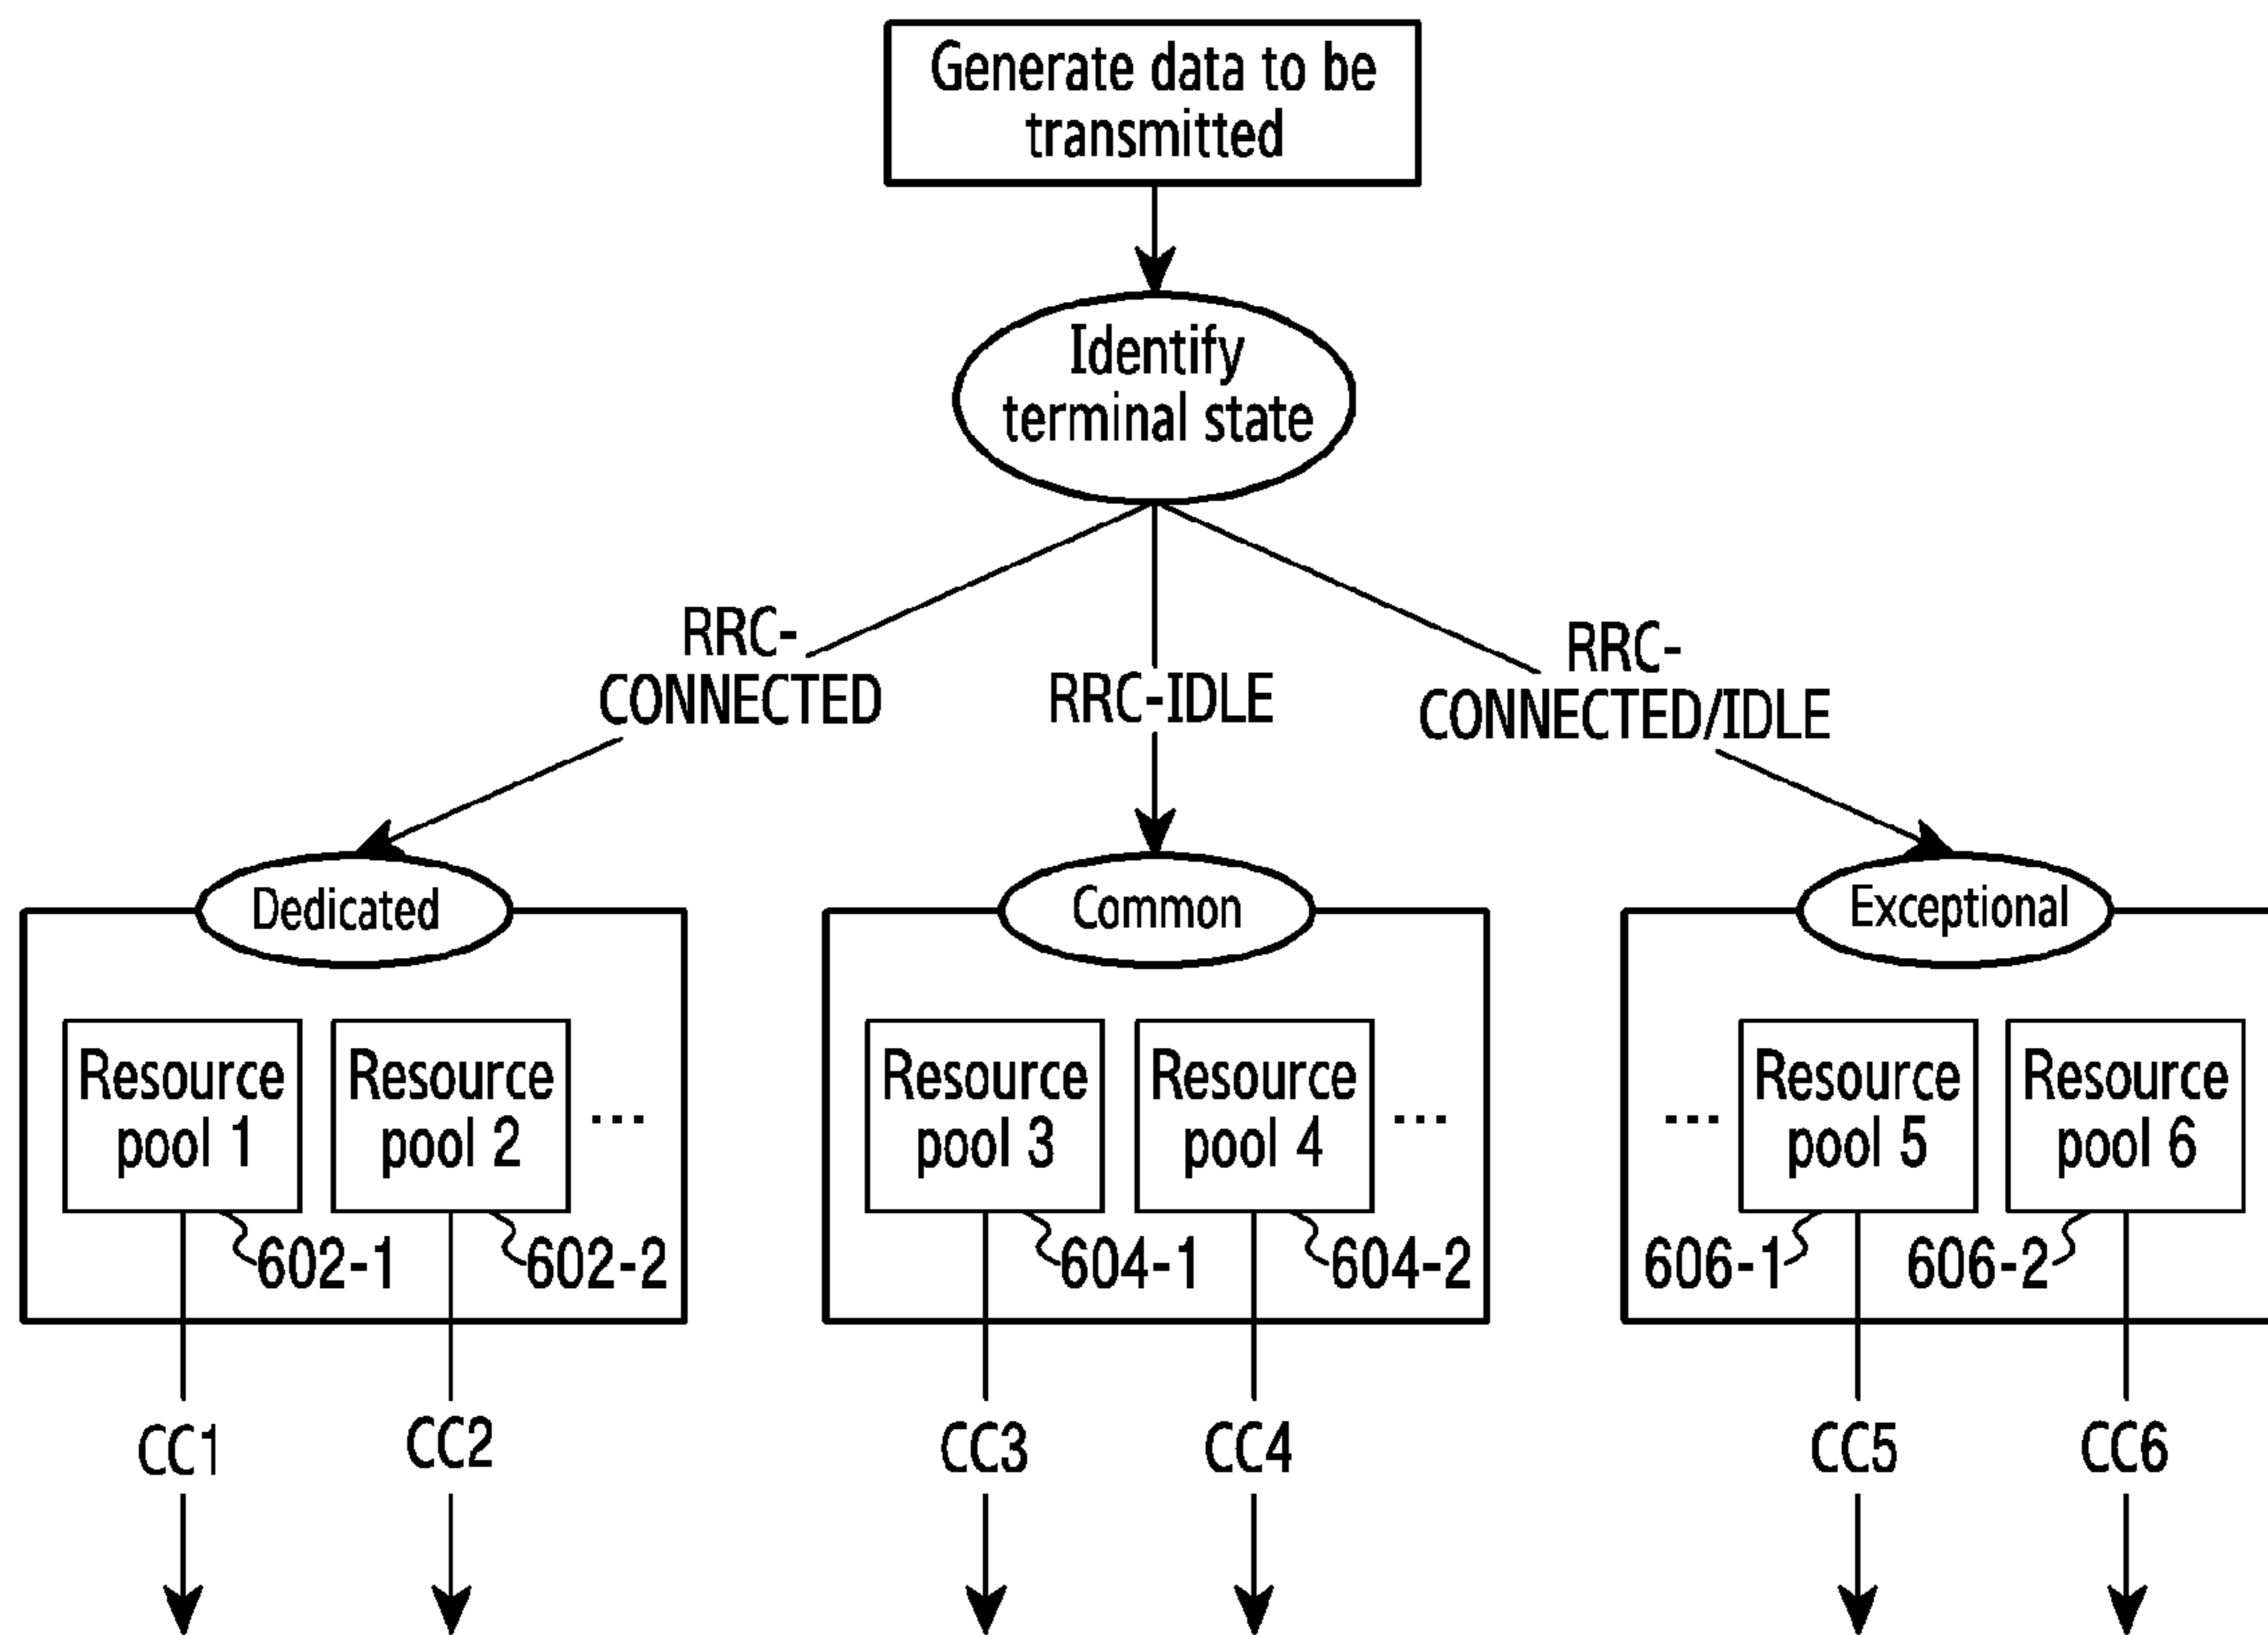 Generate data to be
transmitted
Identify
terminal state
RRC-
CONNECTED
RRC-IDLE
RRC-
CONNECTED/IDLE
Dedicated
Common
Exceptional
Resource
pool 1
Resource
pool 2
...
Resource
pool 3
Resource
pool 4
...
...
Resource
pool 5
Resource
pool 6
602-1
602-2
604-1
604-2
606-1
606-2
CC1
CC2
CC3
CC4
CC5
CC6